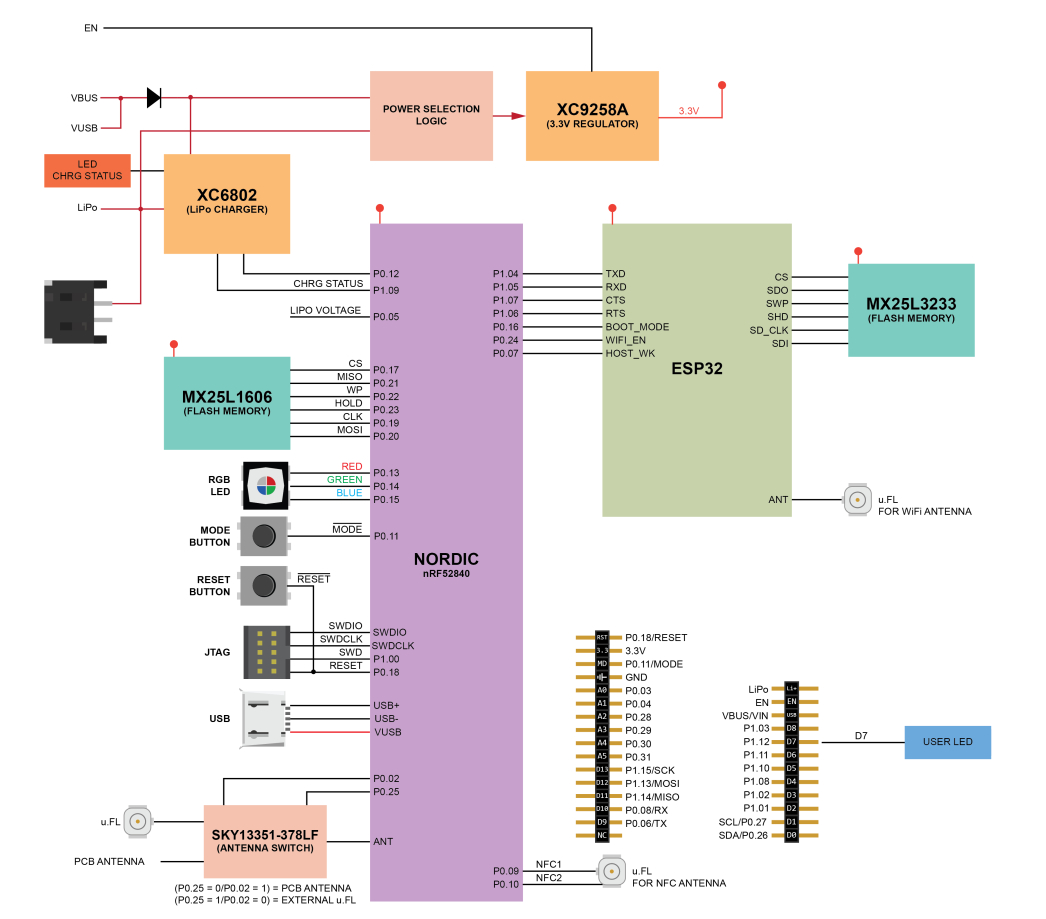 EN
VBUS
VUSB
POWER SELECTION
LOGIC
XC9258A
(3.3V REGULATOR)
3.3V
LED
CHRG STATUS
XC6802
(LiPo CHARGER)
LiPo
CHRG STATUS
LIPO VOLTAGE
P0.12
P1.09
P0.05
MX25L1606
(FLASH MEMORY)
CS
MISO
WP
HOLD
CLK
MOSI
P0.17
P0.21
P0.22
P0.23
P0.19
P0.20
RGB
LED
RED
GREEN
BLUE
P0.13
P0.14
P0.15
MODE
BUTTON
MODE
P0.11
RESET
BUTTON
RESET
JTAG
SWDIO
SWDCLK
SWD
RESET
SWDIO
SWDCLK
P1.00
P0.18
USB
USB+
USB-
VUSB
P0.02
P0.25
ANT
u.FL
PCB ANTENNA
SKY13351-378LF
(ANTENNA SWITCH)
(P0.25 = 0/P0.02 = 1) = PCB ANTENNA
(P0.25 = 1/P0.02 = 0) = EXTERNAL u.FL
NORDIC
nRF52840
P1.04
P1.05
P1.07
P1.06
P0.16
P0.24
P0.07
TXD
RXD
CTS
RTS
BOOT_MODE
WIFI_EN
HOST_WK
ESP32
CS
SDO
SWP
SHD
SD_CLK
SDI
MX25L3233
(FLASH MEMORY)
ANT
u.FL
FOR WiFi ANTENNA
RST P0.18/RESET
3.3 3.3V
MD P0.11/MODE
GND
A0 P0.03
A1 P0.04
A2 P0.28
A3 P0.29
A4 P0.30
A5 P0.31
D13 P1.15/SCK
D12 P1.13/MOSI
D11 P1.14/MISO
D10 P0.08/RX
D9 P0.06/TX
NC
LiPo Li+
EN EN
VBUS/VIN USB
P1.03 D8
P1.12 D7
P1.11 D6
P1.10 D5
P1.08 D4
P1.02 D3
P1.01 D2
SCL/P0.27 D1
SDA/P0.26 D0
D7
USER LED
P0.09
P0.10
NFC1
NFC2
u.FL
FOR NFC ANTENNA